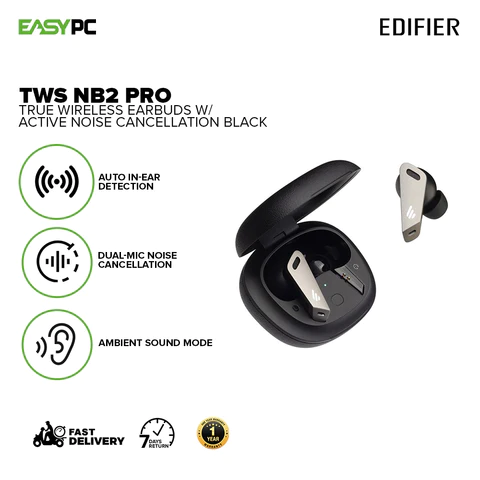 EASYPC
EDIFIER
TWS NB2 PRO
TRUE WIRELESS EARBUDS W/
ACTIVE NOISE CANCELLATION BLACK
AUTO IN-EAR
DETECTION
DUAL-MIC NOISE
CANCELLATION
AMBIENT SOUND MODE
FAST
DELIVERY
7 DAYS
RETURN
1
YEAR